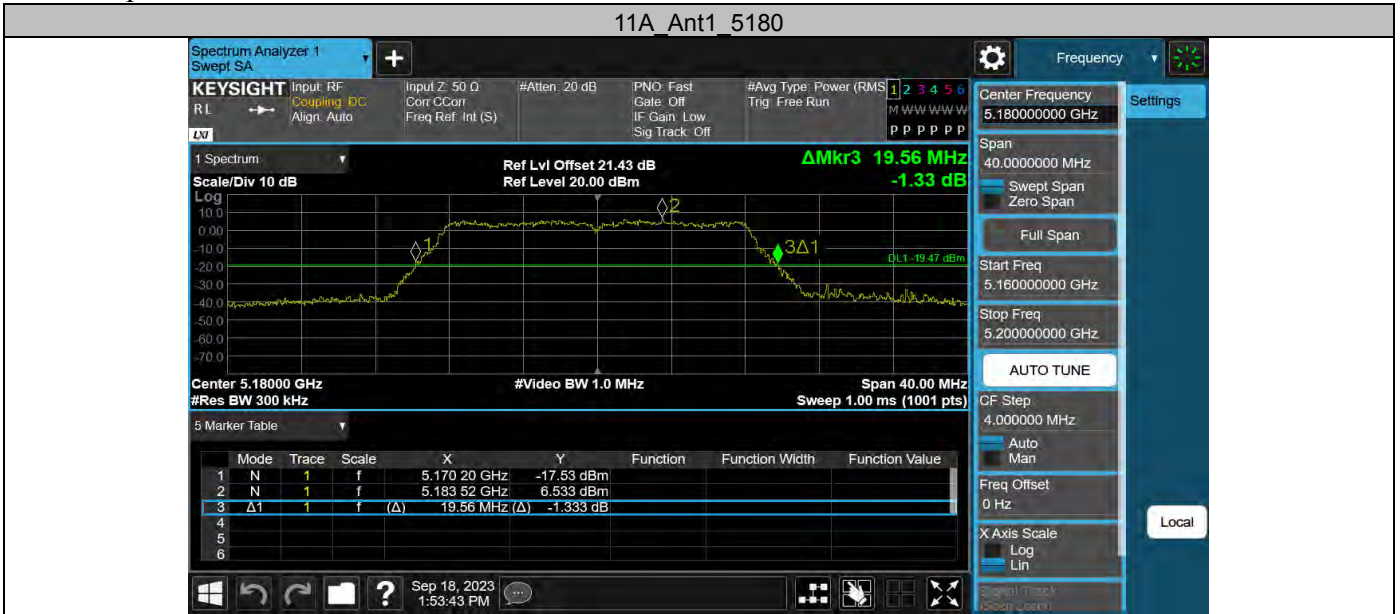 11A_Ant1_5180
Spectrum Analyzer 1
Swept SA
+
Frequency
KEYSIGHT
RL
LXI
Input: RF
Coupling: DC
Align: Auto
Input Z: 50 Ω
Corr CCorr
Freq Ref: Int (S)
#Atten: 20 dB
PNO: Fast
Gate: Off
IF Gain: Low
Sig Track: Off
#Avg Type: Power (RMS
Trig: Free Run
1 2 3 4 5 6
M W W W W W
P P P P P P
1 Spectrum
Scale/Div 10 dB
Ref Lvl Offset 21.43 dB
Ref Level 20.00 dBm
ΔMkr3 19.56 MHz
-1.33 dB
Log
10.0
0.00
-10.0
-20.0
-30.0
-40.0
-50.0
-60.0
-70.0
1
2
3Δ1
DL1 -19.47 dBm
Center 5.18000 GHz
#Res BW 300 kHz
#Video BW 1.0 MHz
Span 40.00 MHz
Sweep 1.00 ms (1001 pts)
5 Marker Table
Mode Trace Scale X Y Function Function Width Function Value
1 N 1 f 5.170 20 GHz -17.53 dBm
2 N 1 f 5.183 52 GHz 6.533 dBm
3 Δ1 1 f (Δ) 19.56 MHz (Δ) -1.333 dB
4
5
6
?
Sep 18, 2023
1:53:43 PM
Center Frequency
5.180000000 GHz
Settings
Span
40.0000000 MHz
Swept Span
Zero Span
Full Span
Start Freq
5.160000000 GHz
Stop Freq
5.200000000 GHz
AUTO TUNE
CF Step
4.000000 MHz
Auto
Man
Freq Offset
0 Hz
X Axis Scale
Log
Lin
Local